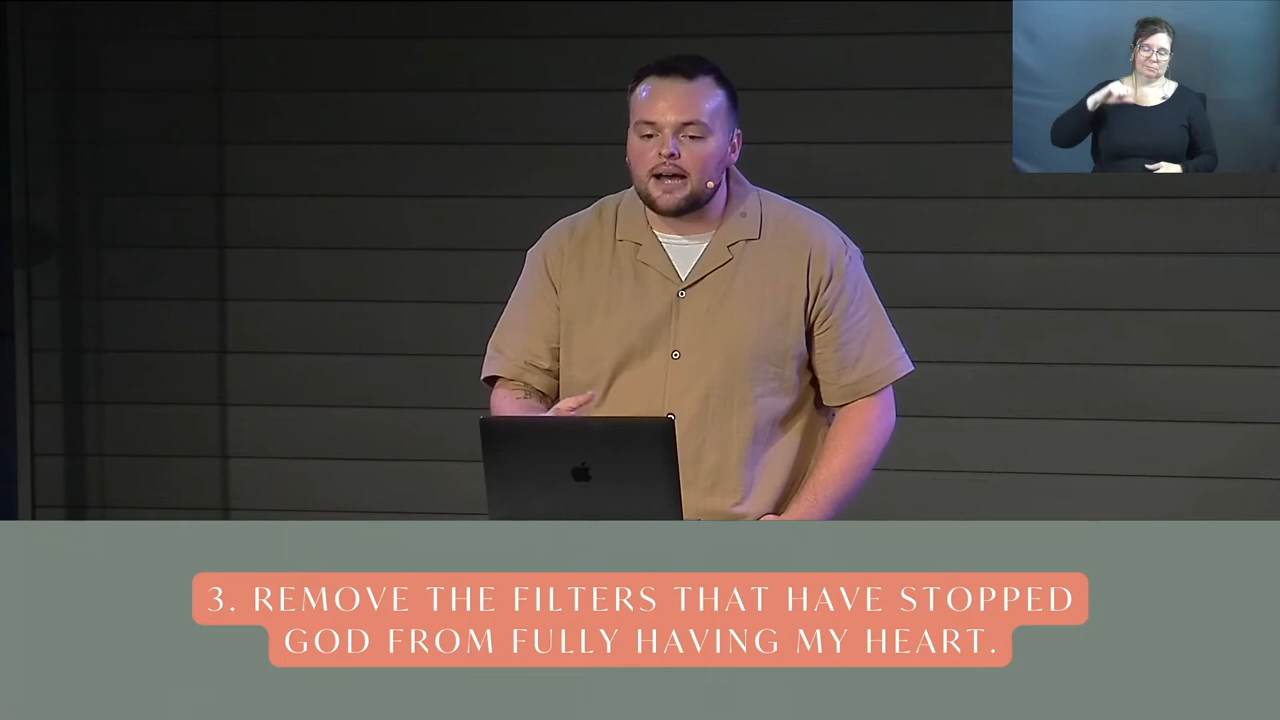 3. REMOVE THE FILTERS THAT HAVE STOPPED
GOD FROM FULLY HAVING MY HEART.